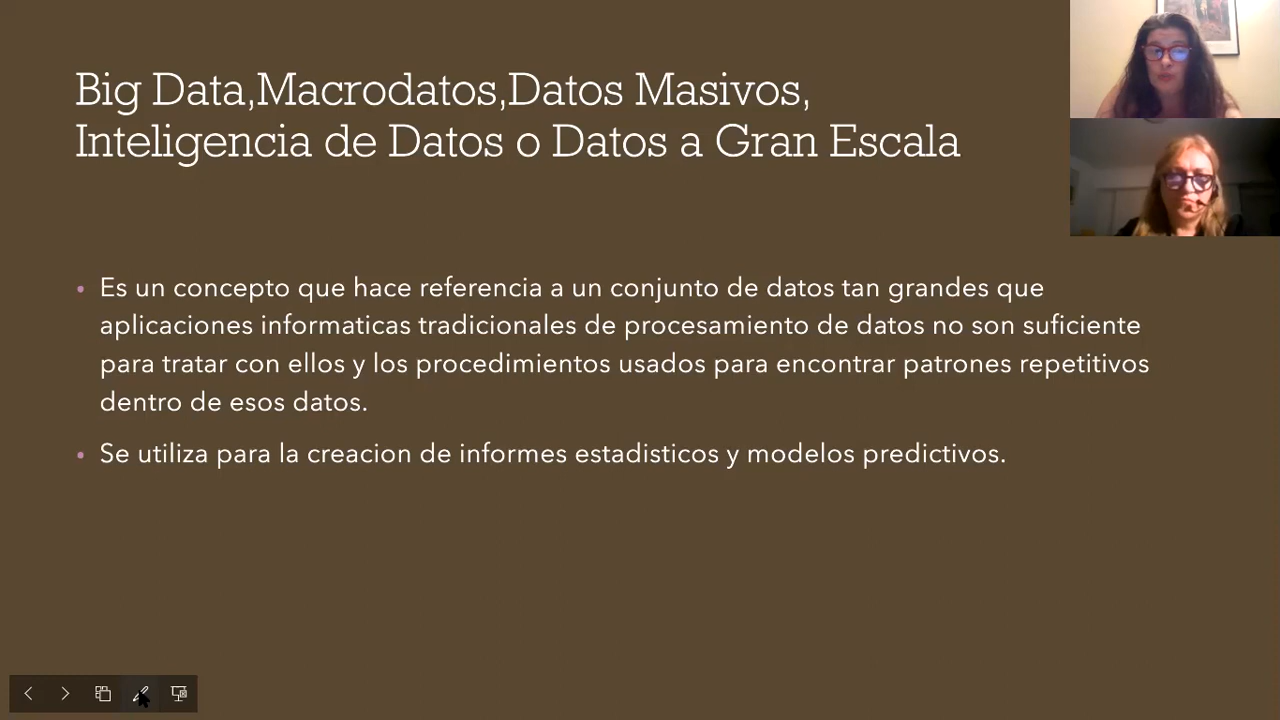 Big Data,Macrodatos,Datos Masivos,
Inteligencia de Datos o Datos a Gran Escala
• Es un concepto que hace referencia a un conjunto de datos tan grandes que
aplicaciones informaticas tradicionales de procesamiento de datos no son suficiente
para tratar con ellos y los procedimientos usados para encontrar patrones repetitivos
dentro de esos datos.
• Se utiliza para la creacion de informes estadisticos y modelos predictivos.